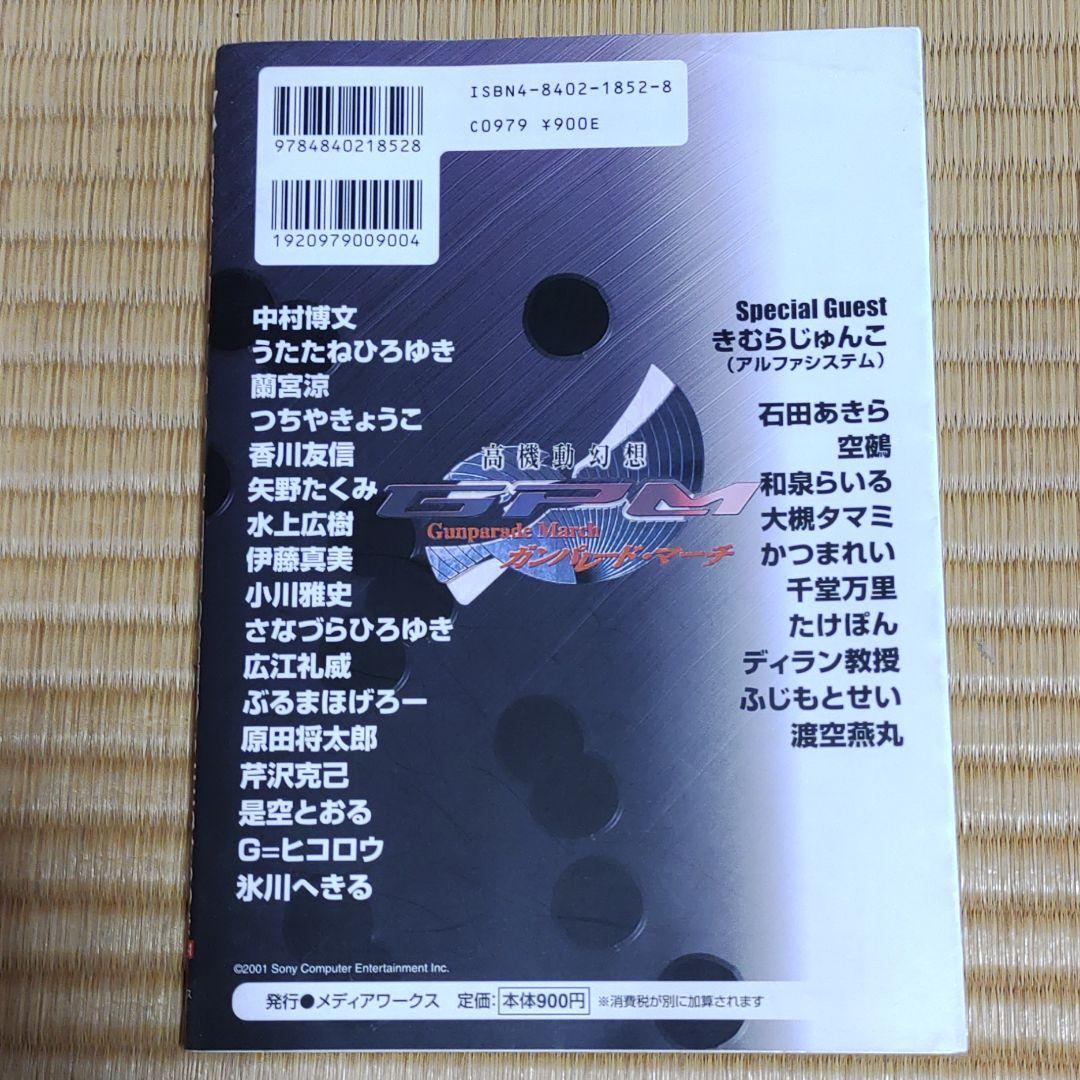 ISBN4-8402-1852-8
C0979 ¥900E
9784840218528
1920979009004
中村博文
うたたねひろゆき
蘭宮涼
つちやきょうこ
香川友信
矢野たくみ
水上広樹
伊藤真美
小川雅史
さなづらひろゆき
広江礼威
ぶるまほげろー
原田将太郎
芹沢克己
是空とおる
G=ヒコロウ
氷川へきる
高機動幻想
GPM
Gunparade March
ガンパレード・マーチ
Special Guest
きむらじゅんこ
(アルファシステム)
石田あきら
空鵺
和泉らいる
大槻タマミ
かつまれい
千堂万里
たけぽん
ディラン教授
ふじもとせい
渡空燕丸
©2001 Sony Computer Entertainment Inc.
発行●メディアワークス 定価:本体900円 ※消費税が別に加算されます